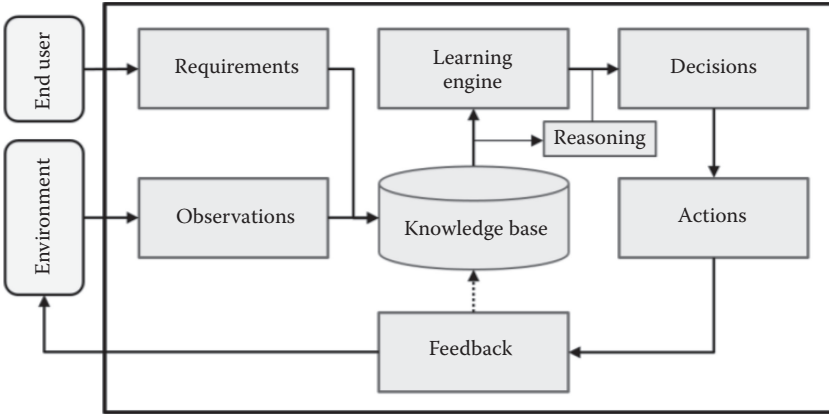 End user
Requirements
Learning
engine
Decisions
Reasoning
Environment
Observations
Knowledge base
Actions
Feedback